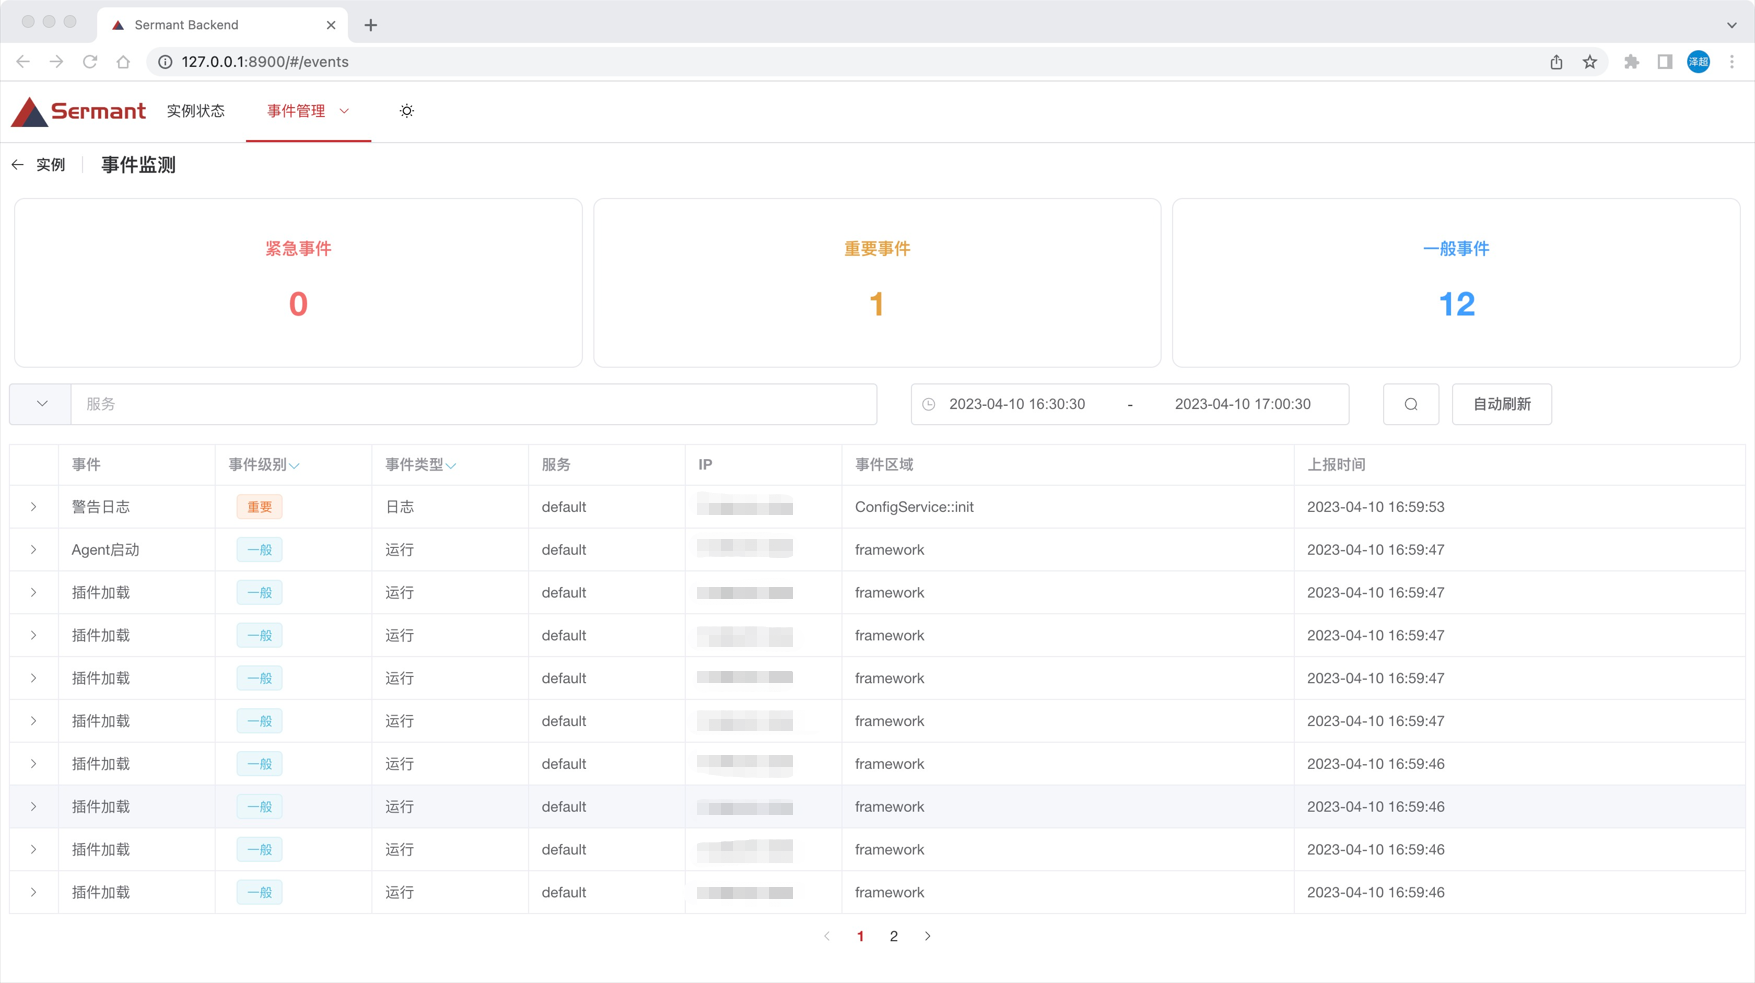 Sermant Backend
127.0.0.1:8900/#/events
泽超
Sermant 实例状态 事件管理
实例 事件监测
紧急事件 重要事件 一般事件
0 1 12
服务 2023-04-10 16:30:30 - 2023-04-10 17:00:30 自动刷新
事件 事件级别 事件类型 服务 IP 事件区域 上报时间
警告日志 重要 日志 default ConfigService::init 2023-04-10 16:59:53
Agent启动 一般 运行 default framework 2023-04-10 16:59:47
插件加载 一般 运行 default framework 2023-04-10 16:59:47
插件加载 一般 运行 default framework 2023-04-10 16:59:47
插件加载 一般 运行 default framework 2023-04-10 16:59:47
插件加载 一般 运行 default framework 2023-04-10 16:59:47
插件加载 一般 运行 default framework 2023-04-10 16:59:46
插件加载 一般 运行 default framework 2023-04-10 16:59:46
插件加载 一般 运行 default framework 2023-04-10 16:59:46
插件加载 一般 运行 default framework 2023-04-10 16:59:46
1 2